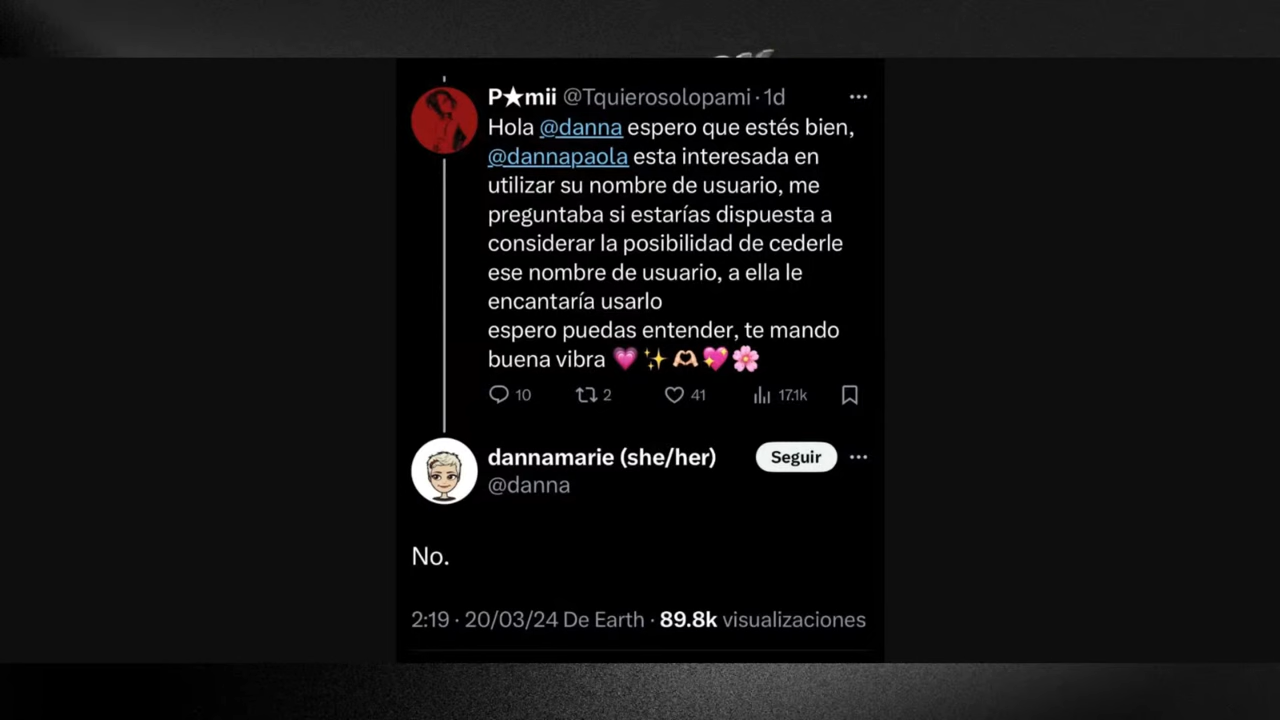 P★mii @Tquierosolopami · 1d
Hola @danna espero que estés bien,
@dannapaola esta interesada en
utilizar su nombre de usuario, me
preguntaba si estarías dispuesta a
considerar la posibilidad de cederle
ese nombre de usuario, a ella le
encantaría usarlo
espero puedas entender, te mando
buena vibra 💗✨🫶🏼💖🌸
10 2 41 17.1k
dannamarie (she/her) Seguir
@danna
No.
2:19 · 20/03/24 De Earth · 89.8k visualizaciones